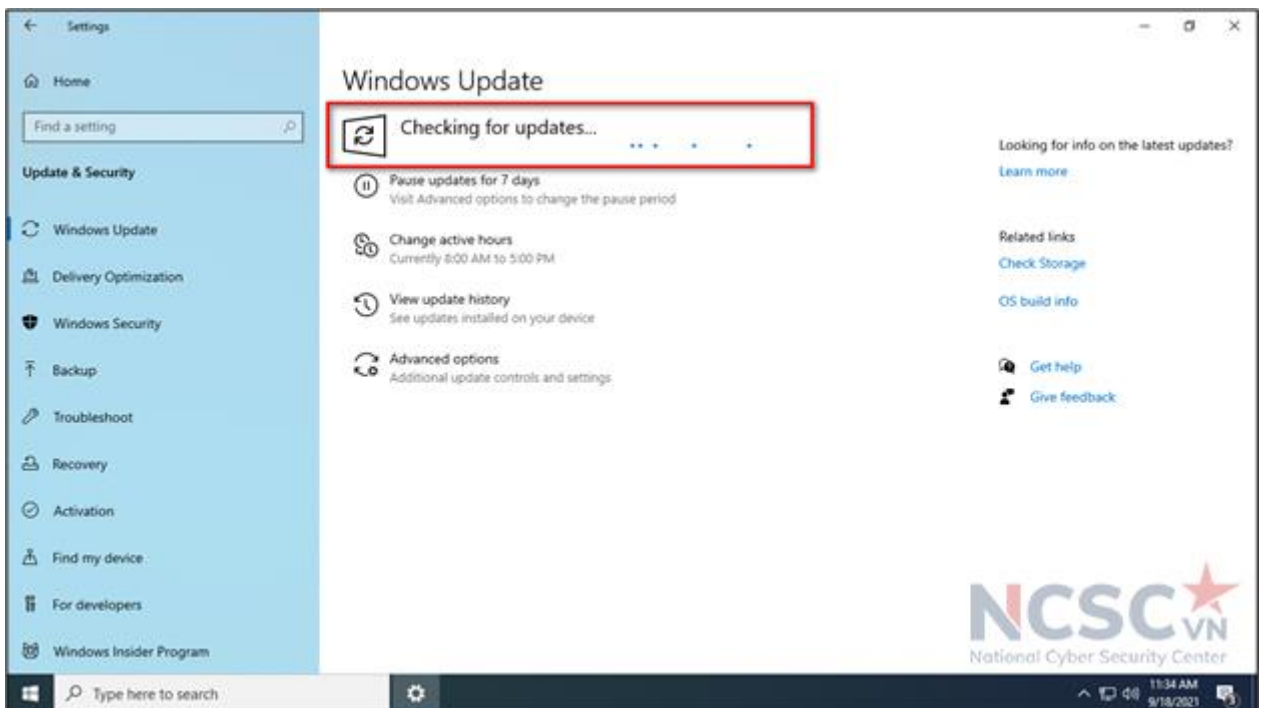 Settings
Home
Find a setting
Update & Security
Windows Update
Delivery Optimization
Windows Security
Backup
Troubleshoot
Recovery
Activation
Find my device
For developers
Windows Insider Program
Windows Update
Checking for updates...
Pause updates for 7 days
Visit Advanced options to change the pause period
Change active hours
Currently 8:00 AM to 5:00 PM
View update history
See updates installed on your device
Advanced options
Additional update controls and settings
Looking for info on the latest updates?
Learn more
Related links
Check Storage
OS build info
Get help
Give feedback
NCSC VN
National Cyber Security Center
Type here to search
11:34 AM
9/18/2021
3